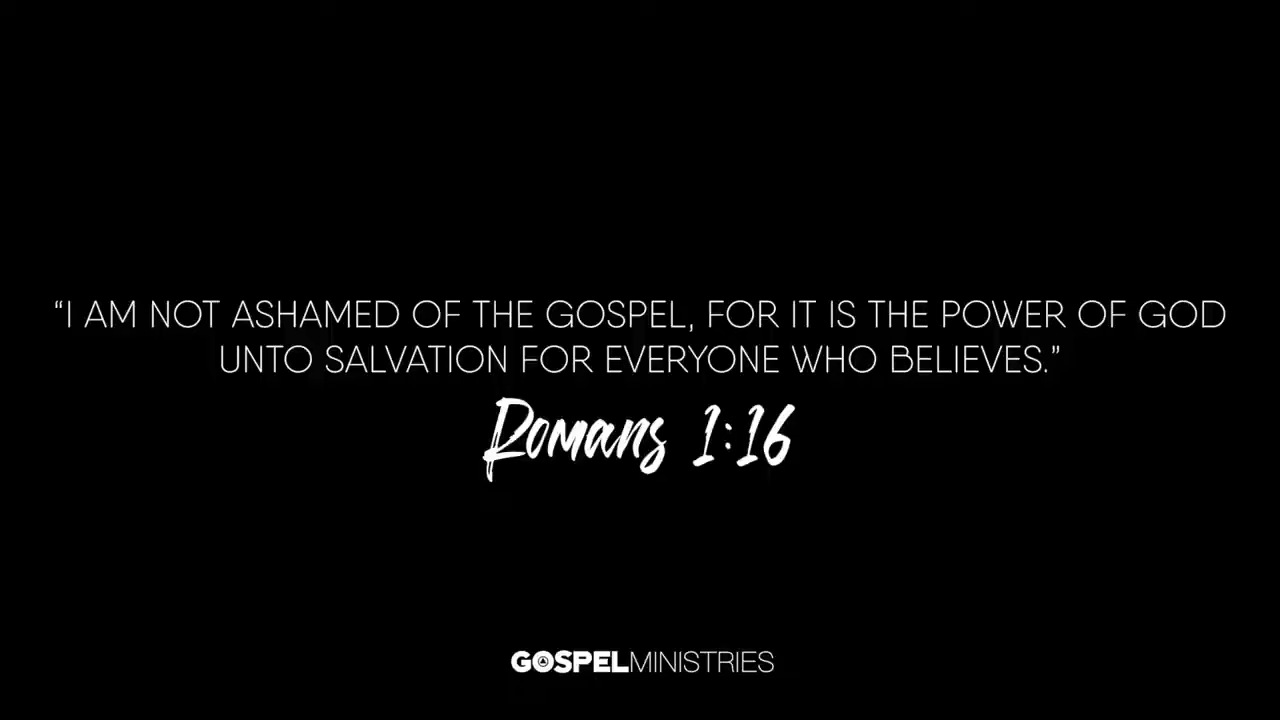 “I AM NOT ASHAMED OF THE GOSPEL, FOR IT IS THE POWER OF GOD
UNTO SALVATION FOR EVERYONE WHO BELIEVES.”
Romans 1:16
GOSPELMINISTRIES